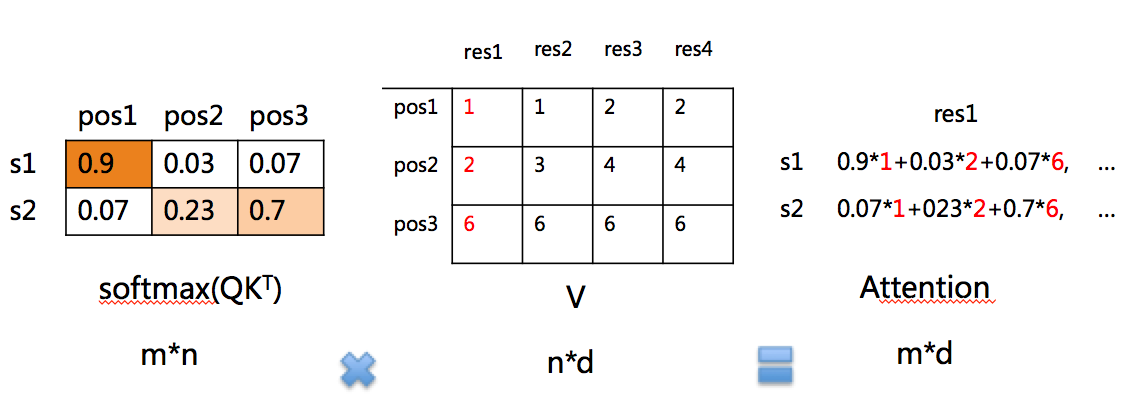 pos1 pos2 pos3
s1 0.9 0.03 0.07
s2 0.07 0.23 0.7
softmax(QKᵀ)
m*n
res1 res2 res3 res4
pos1 1 1 2 2
pos2 2 3 4 4
pos3 6 6 6 6
V
n*d
res1
s1 0.9*1+0.03*2+0.07*6, ...
s2 0.07*1+023*2+0.7*6, ...
Attention
m*d